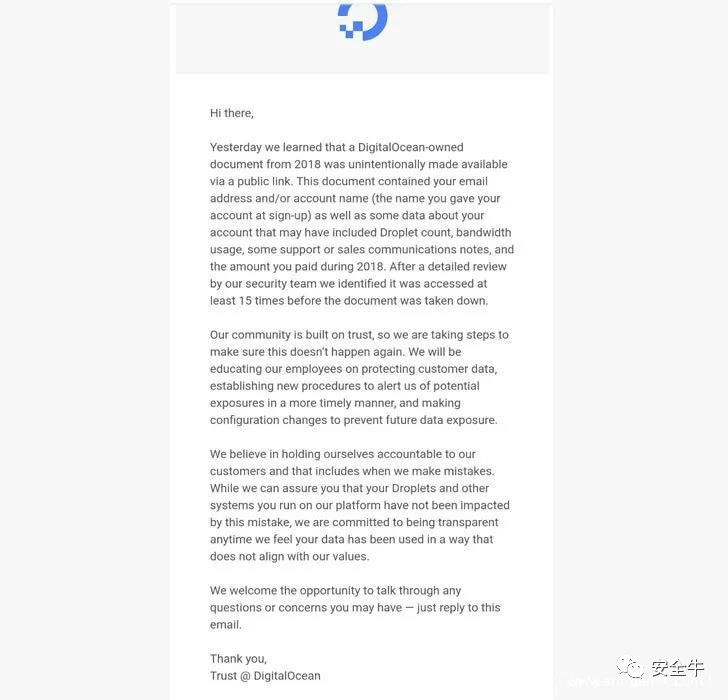 Hi there,
Yesterday we learned that a DigitalOcean-owned
document from 2018 was unintentionally made available
via a public link. This document contained your email
address and/or account name (the name you gave your
account at sign-up) as well as some data about your
account that may have included Droplet count, bandwidth
usage, some support or sales communications notes, and
the amount you paid during 2018. After a detailed review
by our security team we identified it was accessed at
least 15 times before the document was taken down.
Our community is built on trust, so we are taking steps to
make sure this doesn't happen again. We will be
educating our employees on protecting customer data,
establishing new procedures to alert us of potential
exposures in a more timely manner, and making
configuration changes to prevent future data exposure.
We believe in holding ourselves accountable to our
customers and that includes when we make mistakes.
While we can assure you that your Droplets and other
systems you run on our platform have not been impacted
by this mistake, we are committed to being transparent
anytime we feel your data has been used in a way that
does not align with our values.
We welcome the opportunity to talk through any
questions or concerns you may have — just reply to this
email.
Thank you,
Trust @ DigitalOcean
安全牛